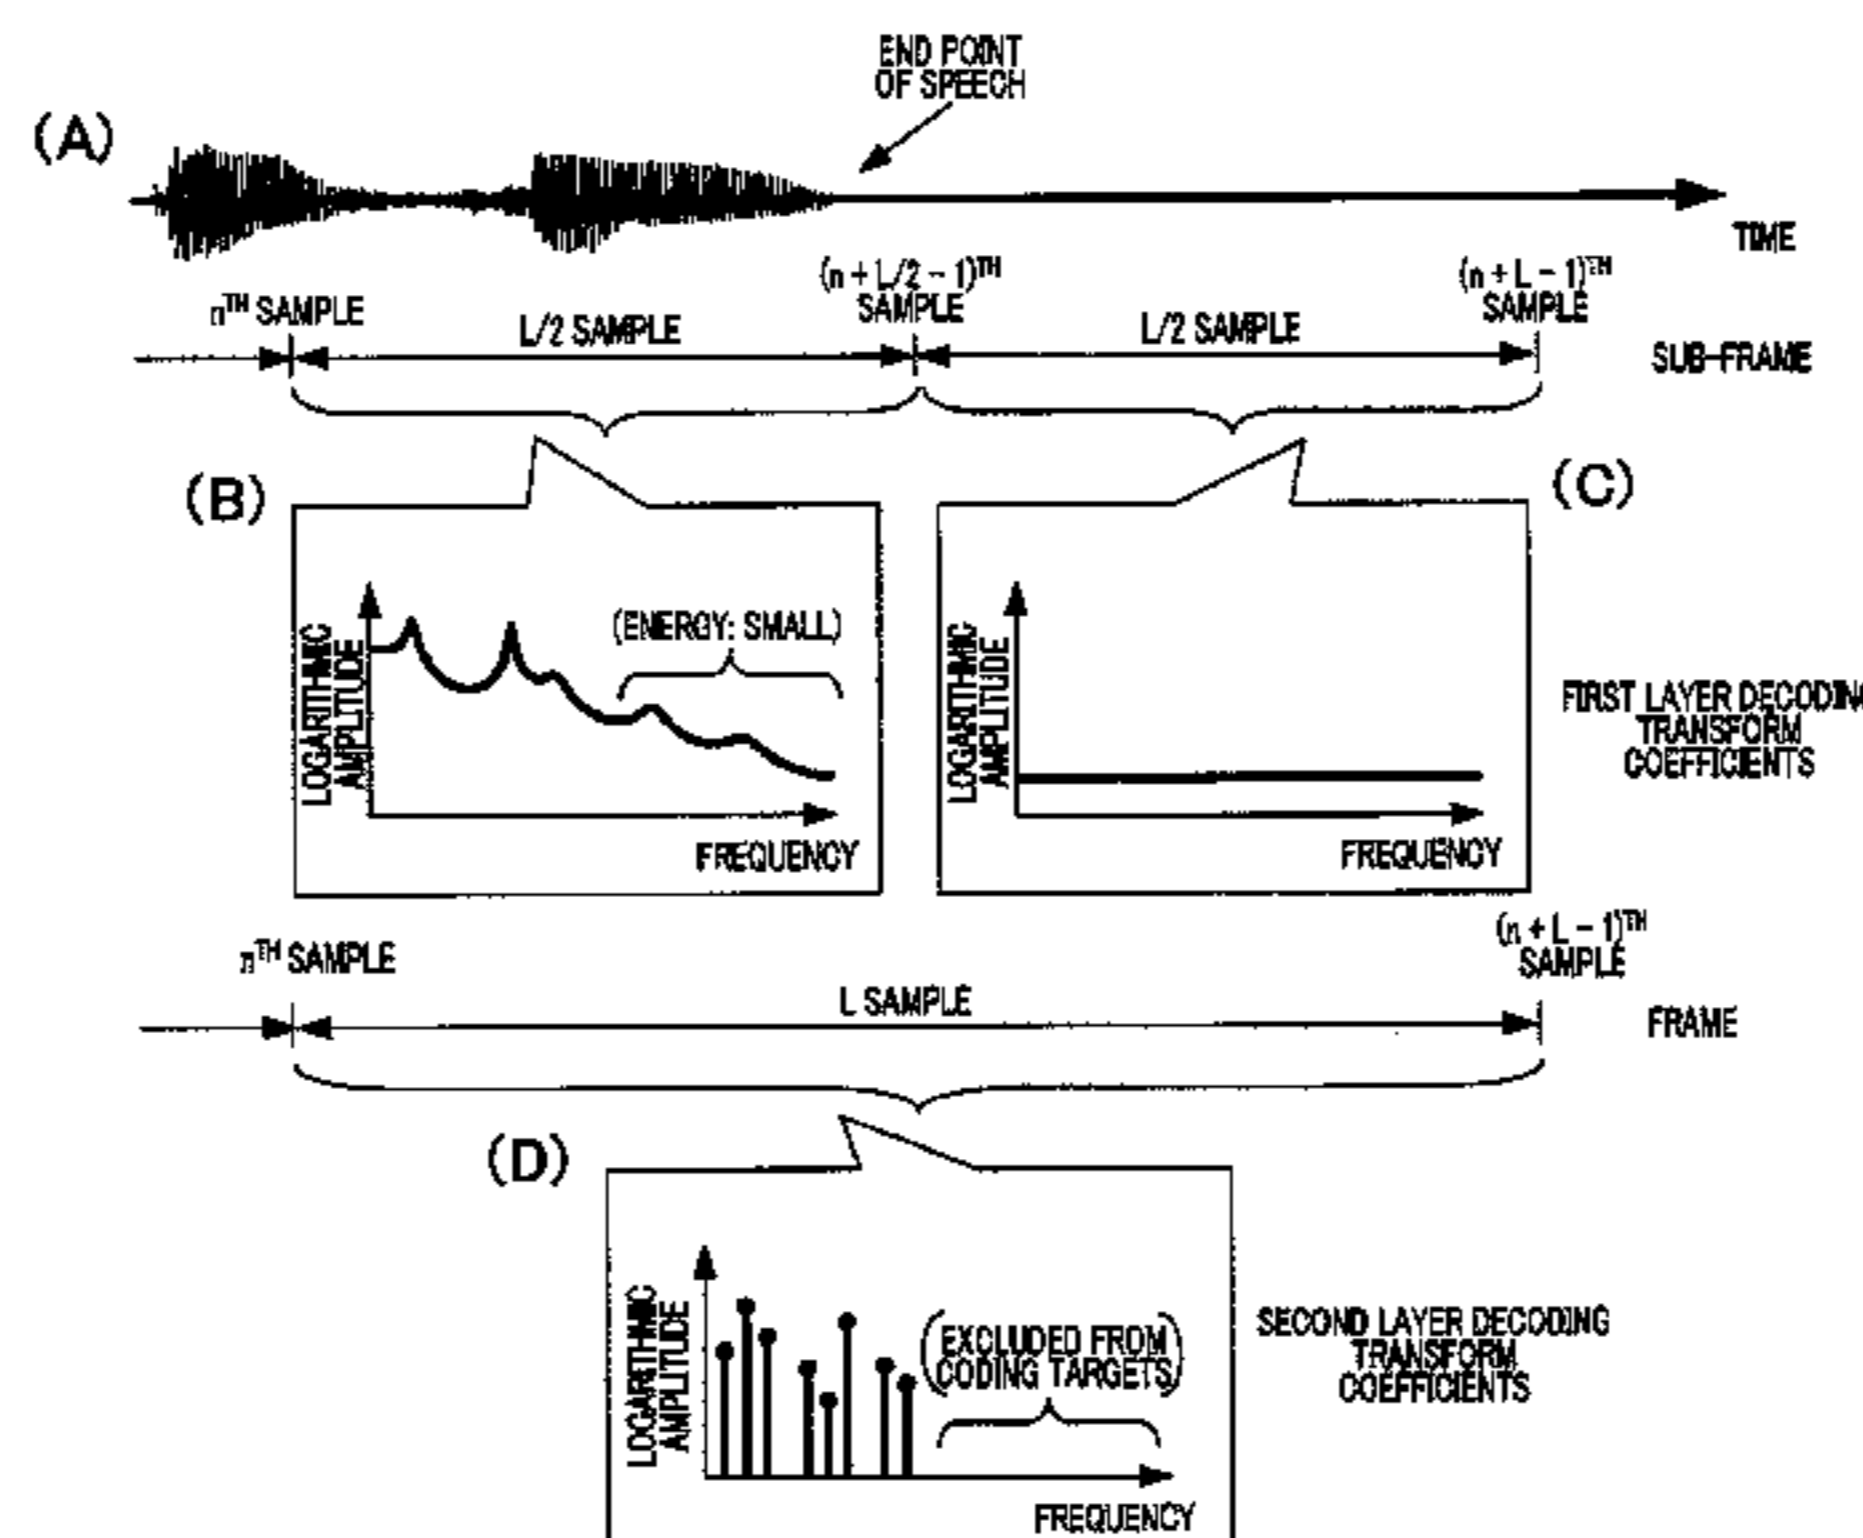 END POINT
OF SPEECH
(A)
TIME
nTH SAMPLE
L/2 SAMPLE
(n + L/2 - 1)TH
SAMPLE
L/2 SAMPLE
(n + L - 1)TH
SAMPLE
SUB-FRAME
(B)
(C)
LOGARITHMIC
AMPLITUDE
(ENERGY: SMALL)
FREQUENCY
LOGARITHMIC
AMPLITUDE
FREQUENCY
FIRST LAYER DECODING
TRANSFORM
COEFFICIENTS
nTH SAMPLE
L SAMPLE
(n + L - 1)TH
SAMPLE
FRAME
(D)
LOGARITHMIC
AMPLITUDE
(EXCLUDED FROM
CODING TARGETS)
FREQUENCY
SECOND LAYER DECODING
TRANSFORM
COEFFICIENTS